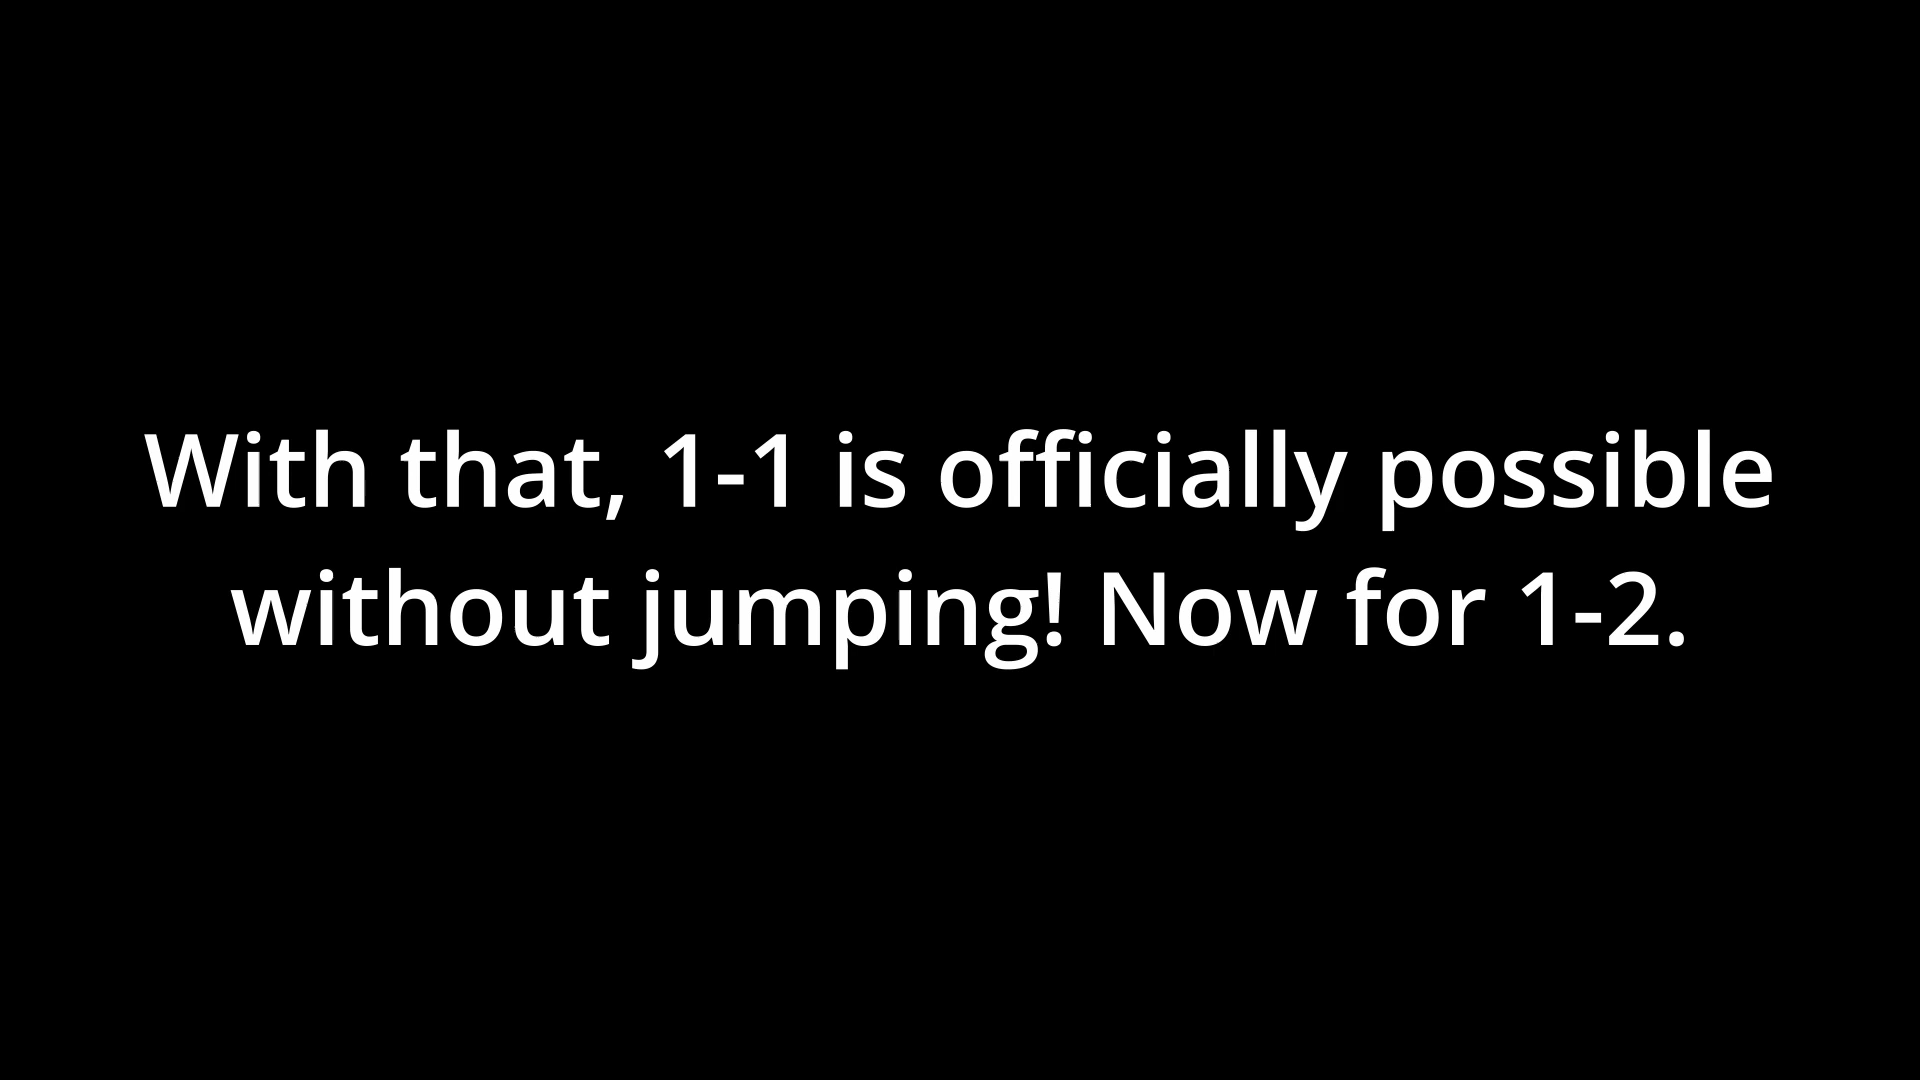 With that, 1-1 is officially possible
without jumping! Now for 1-2.